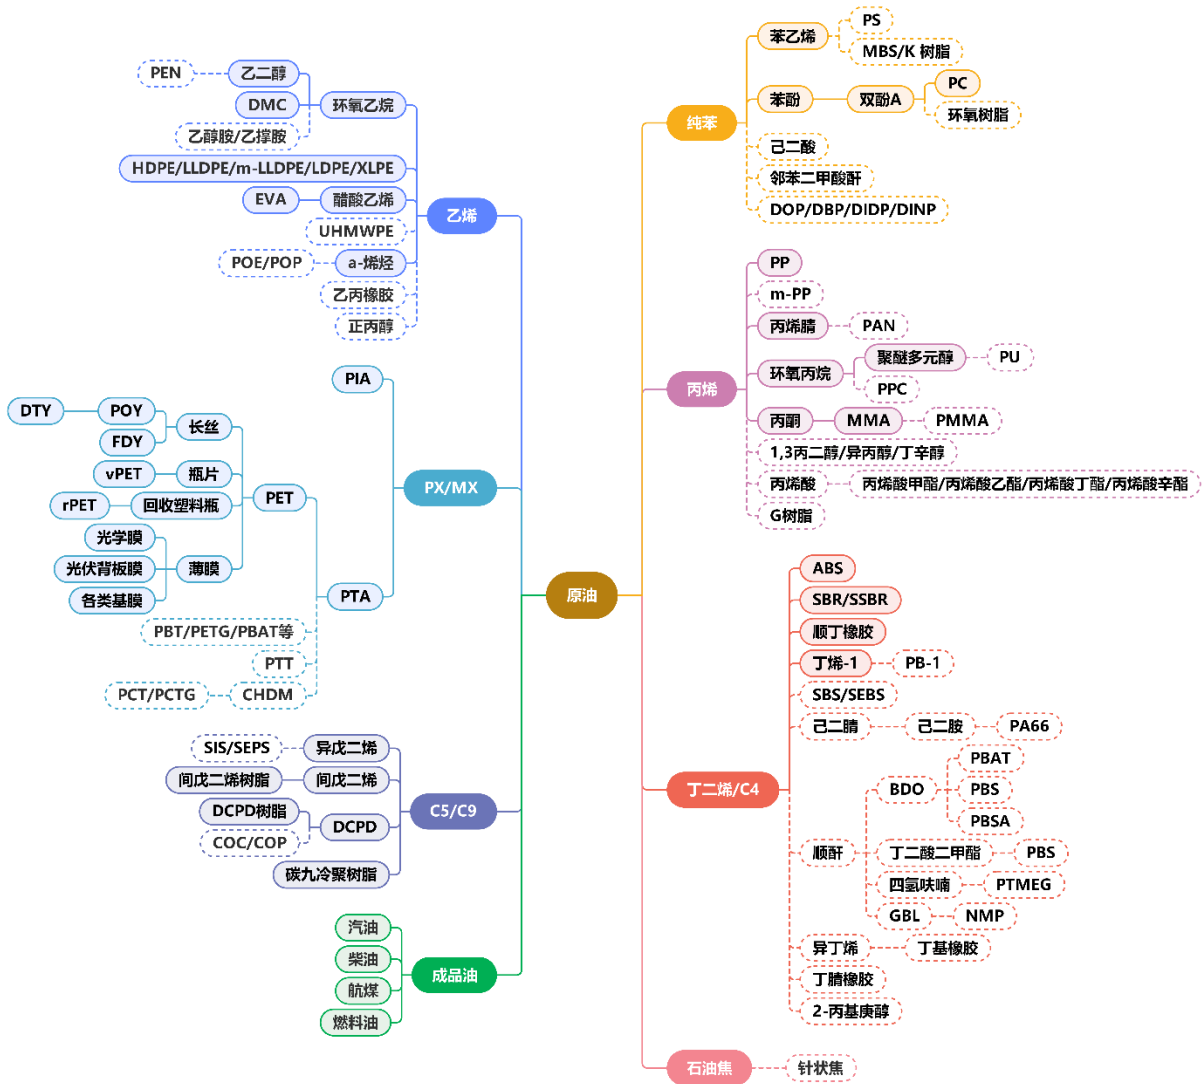 原油
乙烯
环氧乙烷
乙二醇
PEN
DMC
乙醇胺/乙撑胺
HDPE/LLDPE/m-LLDPE/LDPE/XLPE
醋酸乙烯
EVA
UHMWPE
a-烯烃
POE/POP
乙丙橡胶
正丙醇
PX/MX
PIA
PTA
PET
长丝
POY
DTY
FDY
瓶片
vPET
回收塑料瓶
rPET
薄膜
光学膜
光伏背板膜
各类基膜
PBT/PETG/PBAT等
PTT
CHDM
PCT/PCTG
C5/C9
异戊二烯
SIS/SEPS
间戊二烯
间戊二烯树脂
DCPD
DCPD树脂
COC/COP
碳九冷聚树脂
成品油
汽油
柴油
航煤
燃料油
纯苯
苯乙烯
PS
MBS/K 树脂
苯酚
双酚A
PC
环氧树脂
己二酸
邻苯二甲酸酐
DOP/DBP/DIDP/DINP
丙烯
PP
m-PP
丙烯腈
PAN
环氧丙烷
聚醚多元醇
PU
PPC
丙酮
MMA
PMMA
1,3丙二醇/异丙醇/丁辛醇
丙烯酸
丙烯酸甲酯/丙烯酸乙酯/丙烯酸丁酯/丙烯酸辛酯
G树脂
丁二烯/C4
ABS
SBR/SSBR
顺丁橡胶
丁烯-1
PB-1
SBS/SEBS
己二腈
己二胺
PA66
顺酐
BDO
PBAT
PBS
PBSA
丁二酸二甲酯
PBS
四氢呋喃
PTMEG
GBL
NMP
异丁烯
丁基橡胶
丁腈橡胶
2-丙基庚醇
石油焦
针状焦